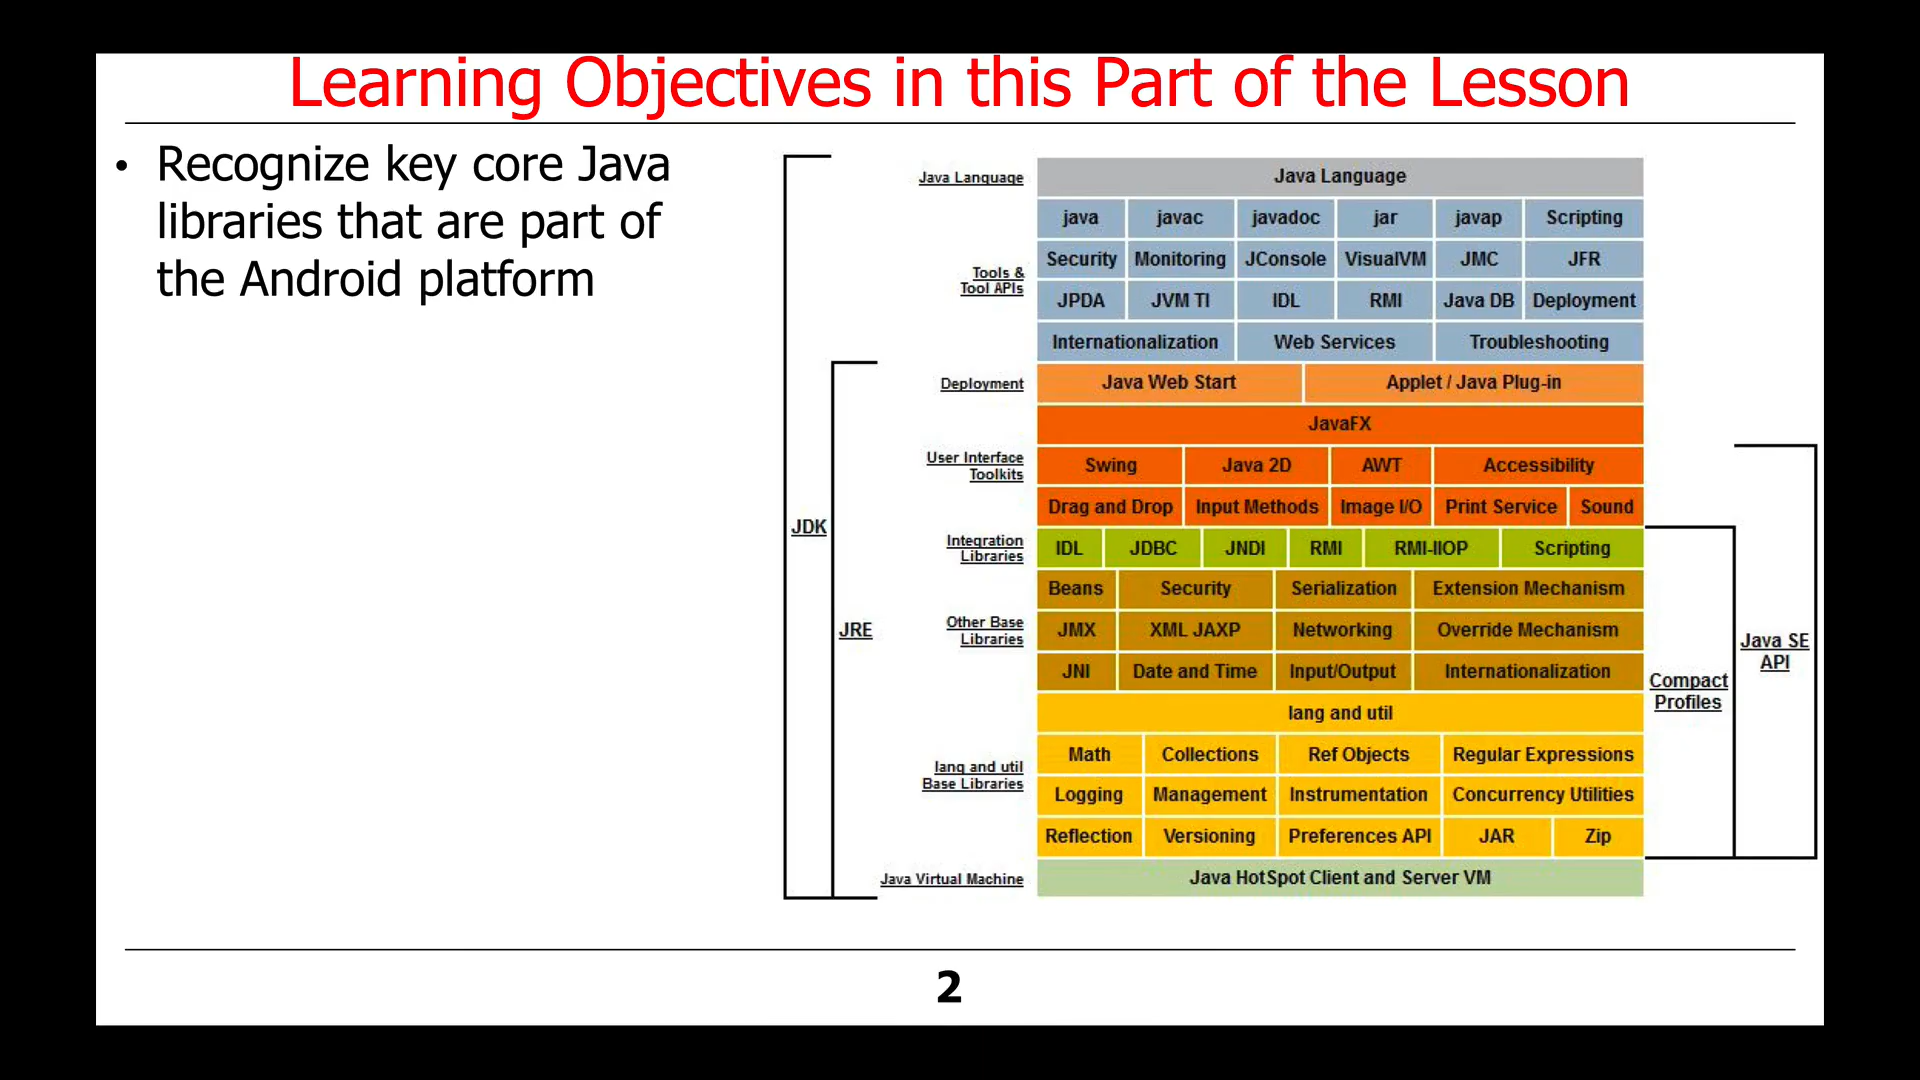 Learning Objectives in this Part of the Lesson
• Recognize key core Java
libraries that are part of
the Android platform
JDK
JRE
Java Language
Java Language
Tools &
Tool APIs
java javac javadoc jar javap Scripting
Security Monitoring JConsole VisualVM JMC JFR
JPDA JVM TI IDL RMI Java DB Deployment
Internationalization Web Services Troubleshooting
Deployment
Java Web Start Applet / Java Plug-in
JavaFX
User Interface
Toolkits
Swing Java 2D AWT Accessibility
Drag and Drop Input Methods Image I/O Print Service Sound
Integration
Libraries
IDL JDBC JNDI RMI RMI-IIOP Scripting
Beans Security Serialization Extension Mechanism
Other Base
Libraries
JMX XML JAXP Networking Override Mechanism
JNI Date and Time Input/Output Internationalization
lang and util
lang and util
Base Libraries
Math Collections Ref Objects Regular Expressions
Logging Management Instrumentation Concurrency Utilities
Reflection Versioning Preferences API JAR Zip
Java Virtual Machine
Java HotSpot Client and Server VM
Compact
Profiles
Java SE
API
2